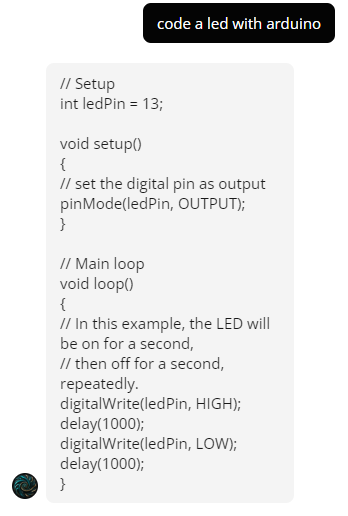 code a led with arduino
// Setup
int ledPin = 13;

void setup()
{
// set the digital pin as output
pinMode(ledPin, OUTPUT);
}

// Main loop
void loop()
{
// In this example, the LED will
be on for a second,
// then off for a second,
repeatedly.
digitalWrite(ledPin, HIGH);
delay(1000);
digitalWrite(ledPin, LOW);
delay(1000);
}